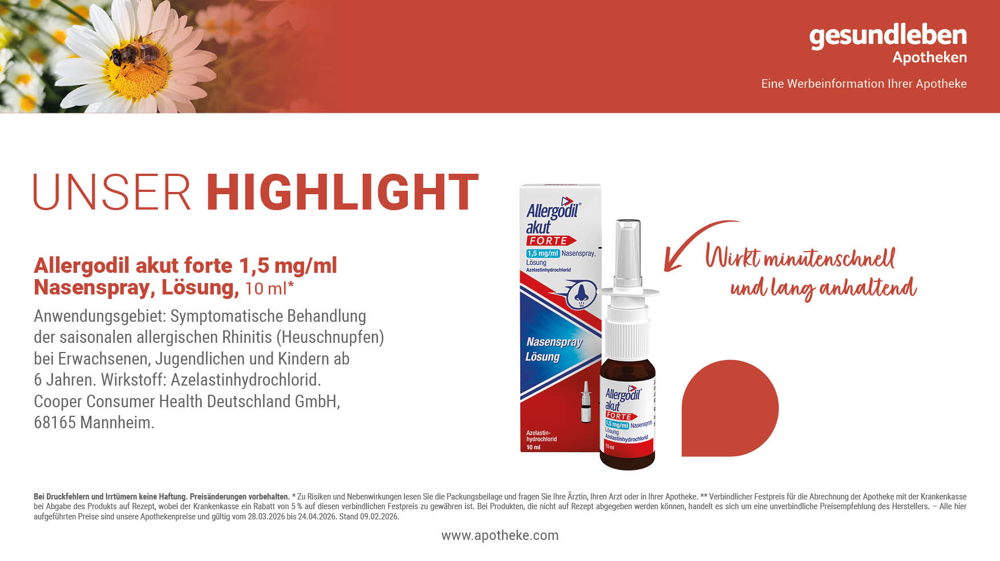 gesundleben
Apotheken
Eine Werbeinformation Ihrer Apotheke
UNSER HIGHLIGHT
Allergodil akut forte 1,5 mg/ml
Nasenspray, Lösung, 10 ml*
Anwendungsgebiet: Symptomatische Behandlung
der saisonalen allergischen Rhinitis (Heuschnupfen)
bei Erwachsenen, Jugendlichen und Kindern ab
6 Jahren. Wirkstoff: Azelastinhydrochlorid.
Cooper Consumer Health Deutschland GmbH,
68165 Mannheim.
Allergodil®
akut
FORTE
1,5 mg/ml Nasenspray,
Lösung
Azelastinhydrochlorid
Nasenspray
Lösung
Azelastin-
hydrochlorid
10 ml
Allergodil®
akut
FORTE
1,5 mg/ml Nasenspray,
Lösung
Azelastinhydrochlorid
10 ml
Wirkt minutenschnell
und lang anhaltend
Bei Druckfehlern und Irrtümern keine Haftung. Preisänderungen vorbehalten. * Zu Risiken und Nebenwirkungen lesen Sie die Packungsbeilage und fragen Sie Ihre Ärztin, Ihren Arzt oder in Ihrer Apotheke. ** Verbindlicher Festpreis für die Abrechnung der Apotheke mit der Krankenkasse
bei Abgabe des Produkts auf Rezept, wobei der Krankenkasse ein Rabatt von 5 % auf diesen verbindlichen Festpreis zu gewähren ist. Bei Produkten, die nicht auf Rezept abgegeben werden können, handelt es sich um eine unverbindliche Preisempfehlung des Herstellers. – Alle hier
aufgeführten Preise sind unsere Apothekenpreise und gültig vom 28.03.2026 bis 24.04.2026. Stand 09.02.2026.
www.apotheke.com